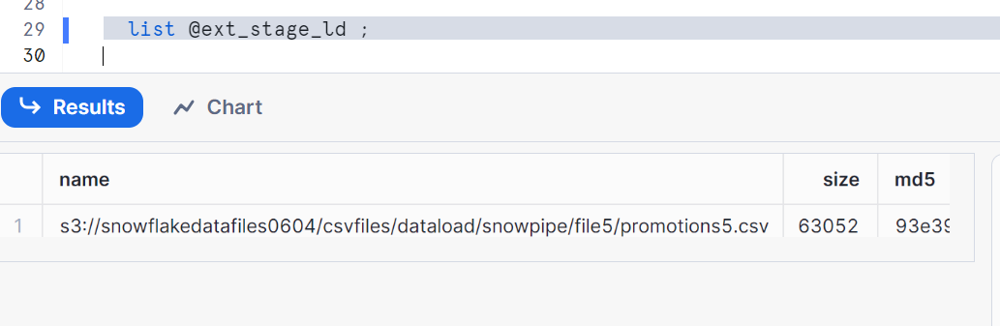 28
29 list @ext_stage_ld ;
30
Results Chart
name size md5
1 s3://snowflakedatafiles0604/csvfiles/dataload/snowpipe/file5/promotions5.csv 63052 93e39